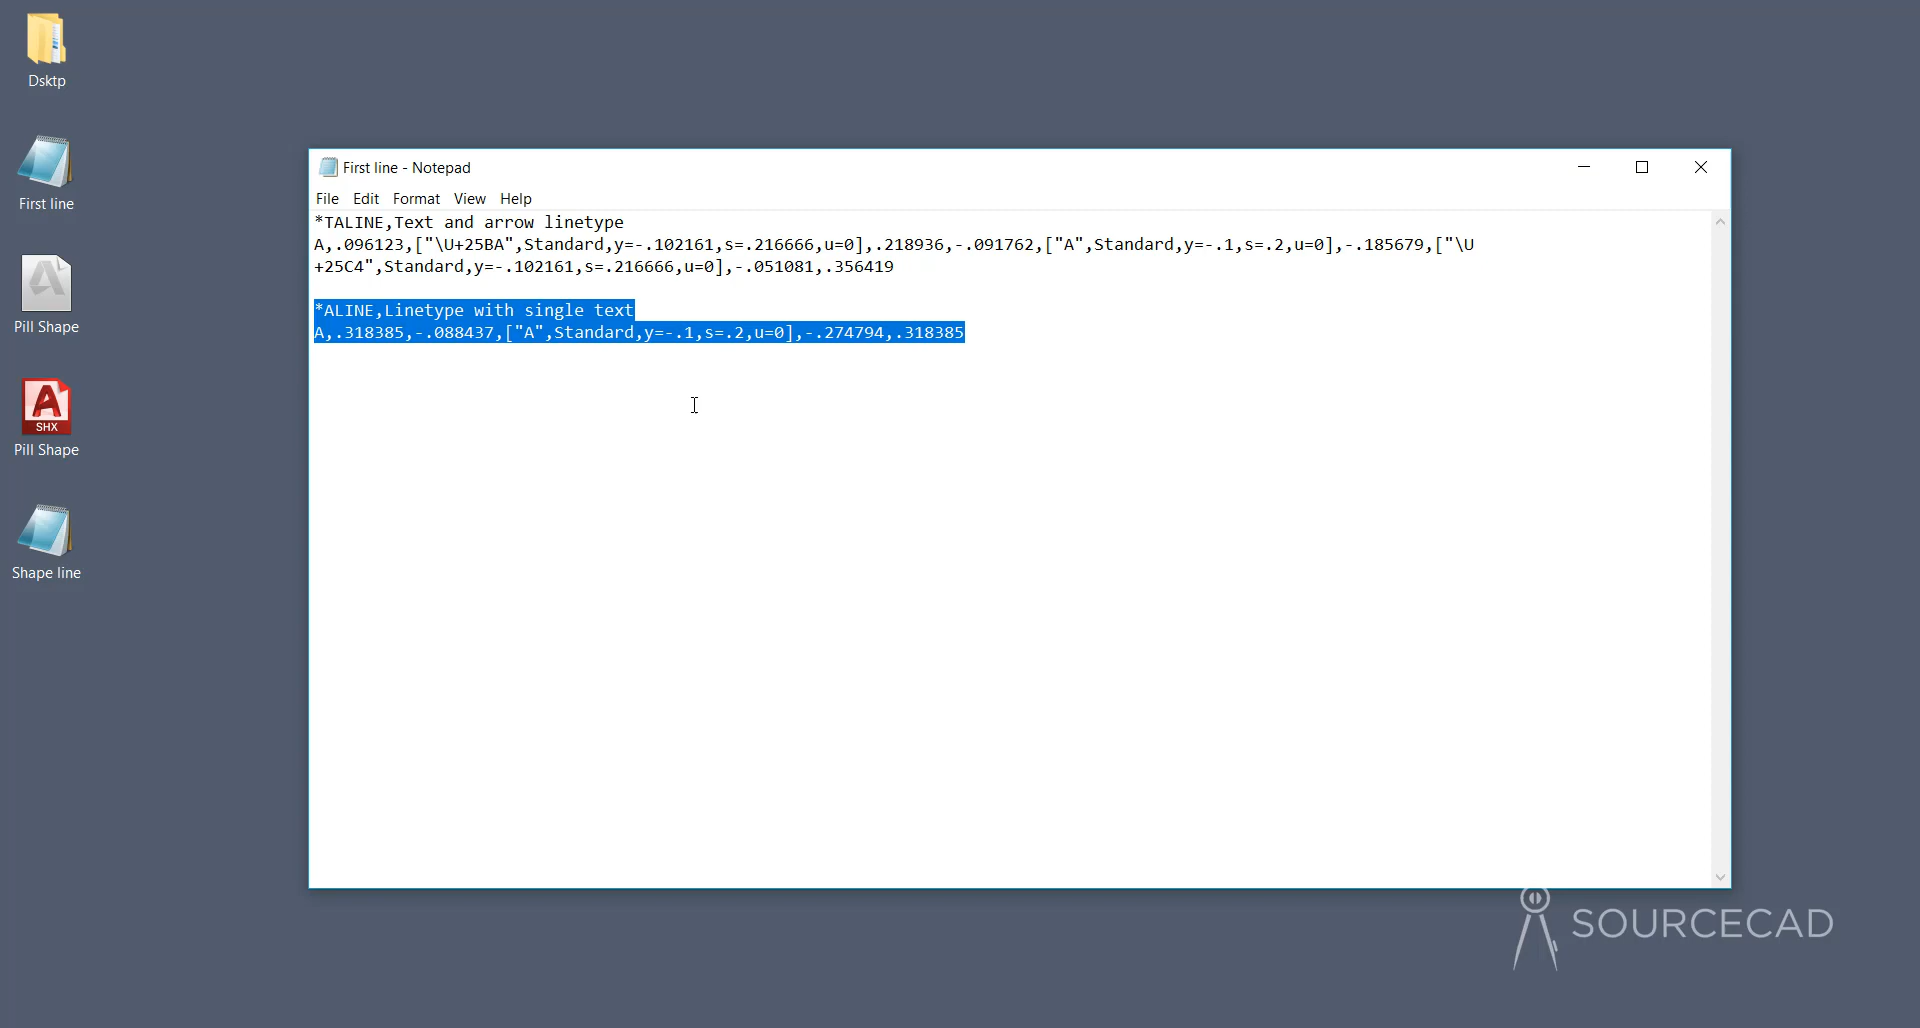 Dsktp
First line
Pill Shape
SHX
Pill Shape
Shape line
First line - Notepad
File Edit Format View Help
*TALINE,Text and arrow linetype
A,.096123,["\U+25BA",Standard,y=-.102161,s=.216666,u=0],.218936,-.091762,["A",Standard,y=-.1,s=.2,u=0],-.185679,["\U
+25C4",Standard,y=-.102161,s=.216666,u=0],-.051081,.356419
*ALINE,Linetype with single text
A,.318385,-.088437,["A",Standard,y=-.1,s=.2,u=0],-.274794,.318385
SOURCECAD